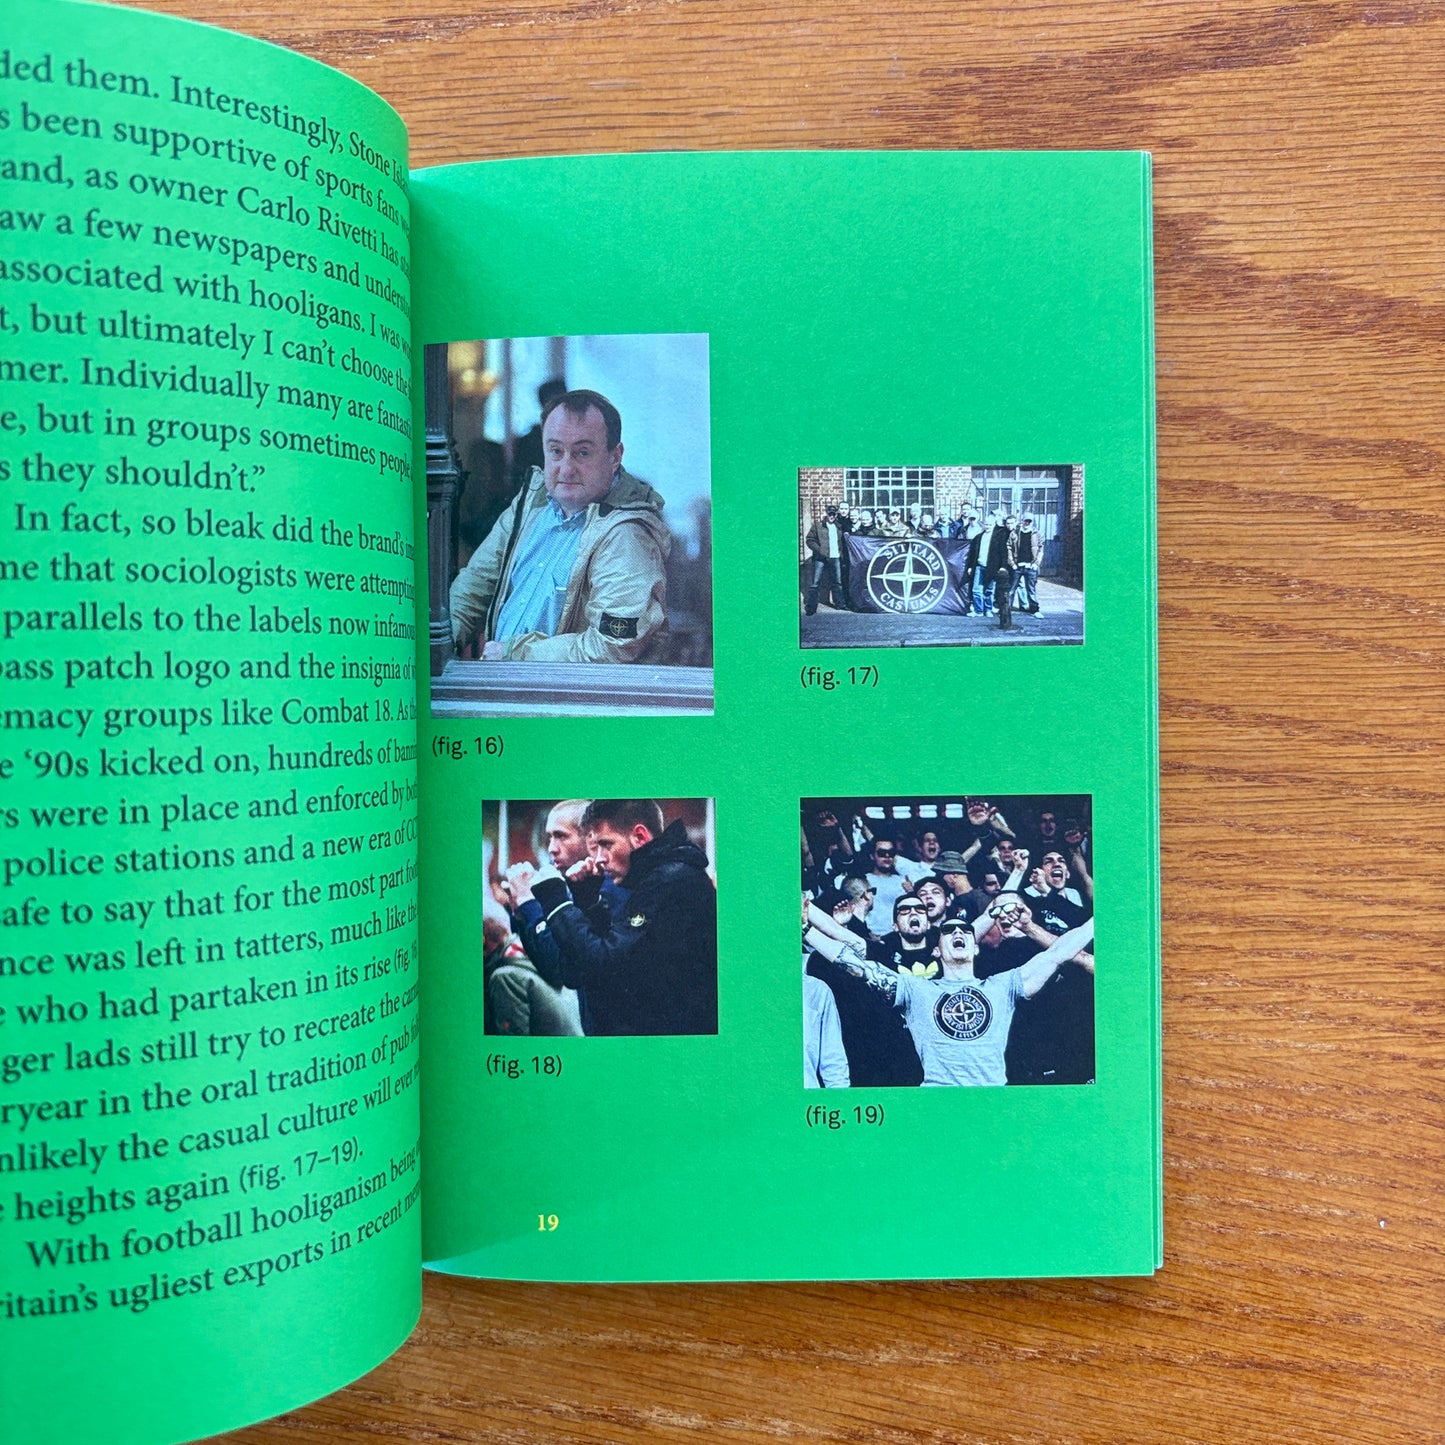 ded them. Interestingly, Stone Isla
s been supportive of sports fans
and, as owner Carlo Rivetti has
aw a few newspapers and
associated with hooligans. I was
t, but ultimately I can't choose the
mer. Individually many are
e, but in groups sometimes people
s they shouldn't."
In fact, so bleak did the brand's
me that sociologists were attempting
parallels to the labels now infamous
pass patch logo and the insignia of
emacy groups like Combat 18. As the
e '90s kicked on, hundreds of
rs were in place and enforced by
police stations and a new era of
afe to say that for the most part
nce was left in tatters, much like the
e who had partaken in its rise (fig. 16
ger lads still try to recreate the
ryear in the oral tradition of pub
nlikely the casual culture will ever
e heights again (fig. 17–19).
With football hooliganism being
ritain's ugliest exports in recent
(fig. 16)
SITTARD
CASUALS
(fig. 17)
(fig. 18)
STONE ISLAND
(fig. 19)
19